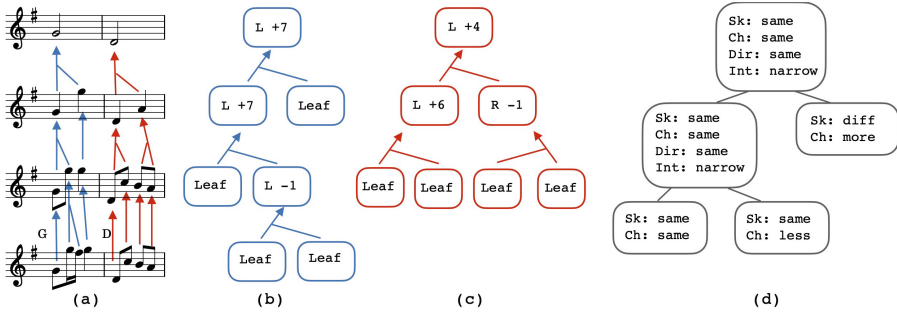 G
D
(a)
L +7
L +7
Leaf
Leaf
L -1
Leaf
Leaf
(b)
L +4
L +6
R -1
Leaf
Leaf
Leaf
Leaf
(c)
Sk: same
Ch: same
Dir: same
Int: narrow
Sk: same
Ch: same
Dir: same
Int: narrow
Sk: diff
Ch: more
Sk: same
Ch: same
Sk: same
Ch: less
(d)